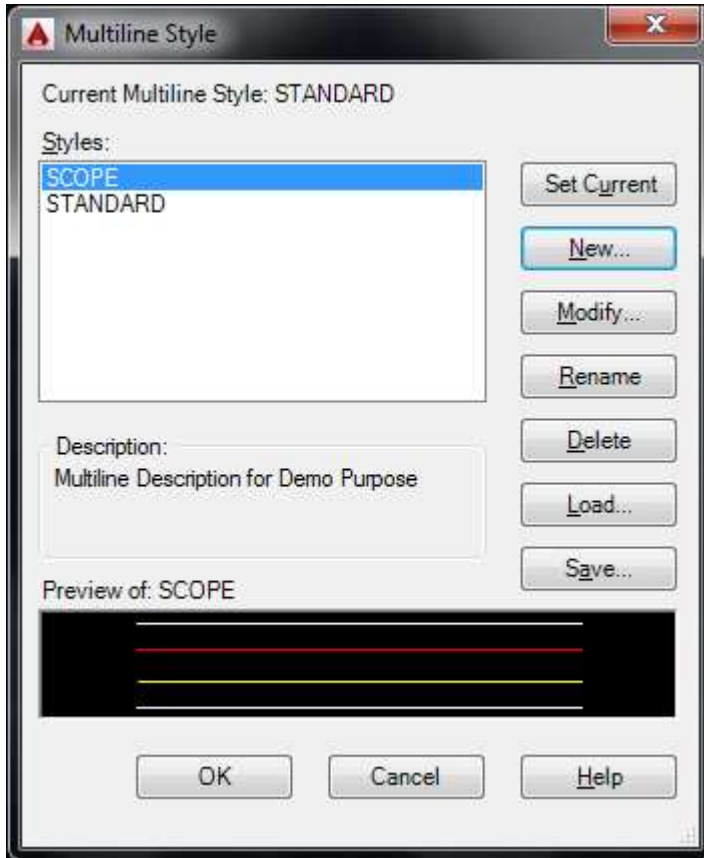 Multiline Style
Current Multiline Style: STANDARD
Styles:
SCOPE
STANDARD
Set Current
New...
Modify...
Rename
Delete
Load...
Save...
Description:
Multiline Description for Demo Purpose
Preview of: SCOPE
OK
Cancel
Help